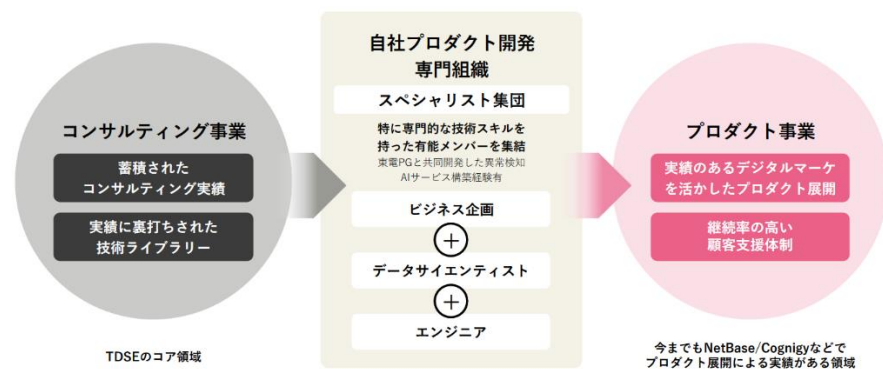 コンサルティング事業
蓄積された
コンサルティング実績
実績に裏打ちされた
技術ライブラリー
TDSEのコア領域
自社プロダクト開発
専門組織
スペシャリスト集団
特に専門的な技術スキルを
持った有能メンバーを集結
東電PGと共同開発した異常検知
AIサービス構築経験有
ビジネス企画
+
データサイエンティスト
+
エンジニア
プロダクト事業
実績のあるデジタルマーケ
を活かしたプロダクト展開
継続率の高い
顧客支援体制
今までもNetBase/Cognigyなどで
プロダクト展開による実績がある領域